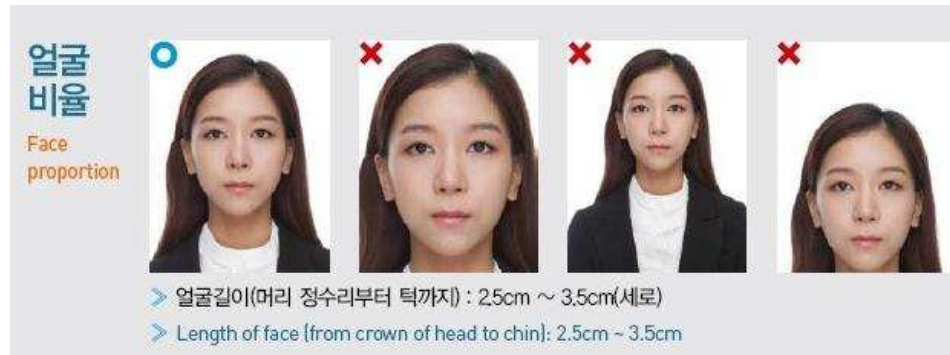 얼굴
비율
Face
proportion
≫ 얼굴길이(머리 정수리부터 턱까지) : 2.5cm ～ 3.5cm(세로)
≫ Length of face (from crown of head to chin): 2.5cm ~ 3.5cm